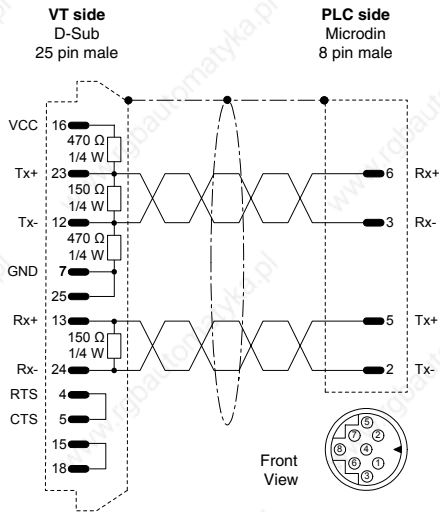 VT side
D-Sub
25 pin male
PLC side
Microdin
8 pin male
VCC 16
470 Ω
1/4 W
Tx+ 23
6 Rx+
150 Ω
1/4 W
Tx- 12
3 Rx-
470 Ω
1/4 W
GND 7
25
Rx+ 13
5 Tx+
150 Ω
1/4 W
Rx- 24
2 Tx-
RTS 4
CTS 5
15
18
Front
View
5
7 2
8 4
6 1
3
www.rgbautomatyka.pl